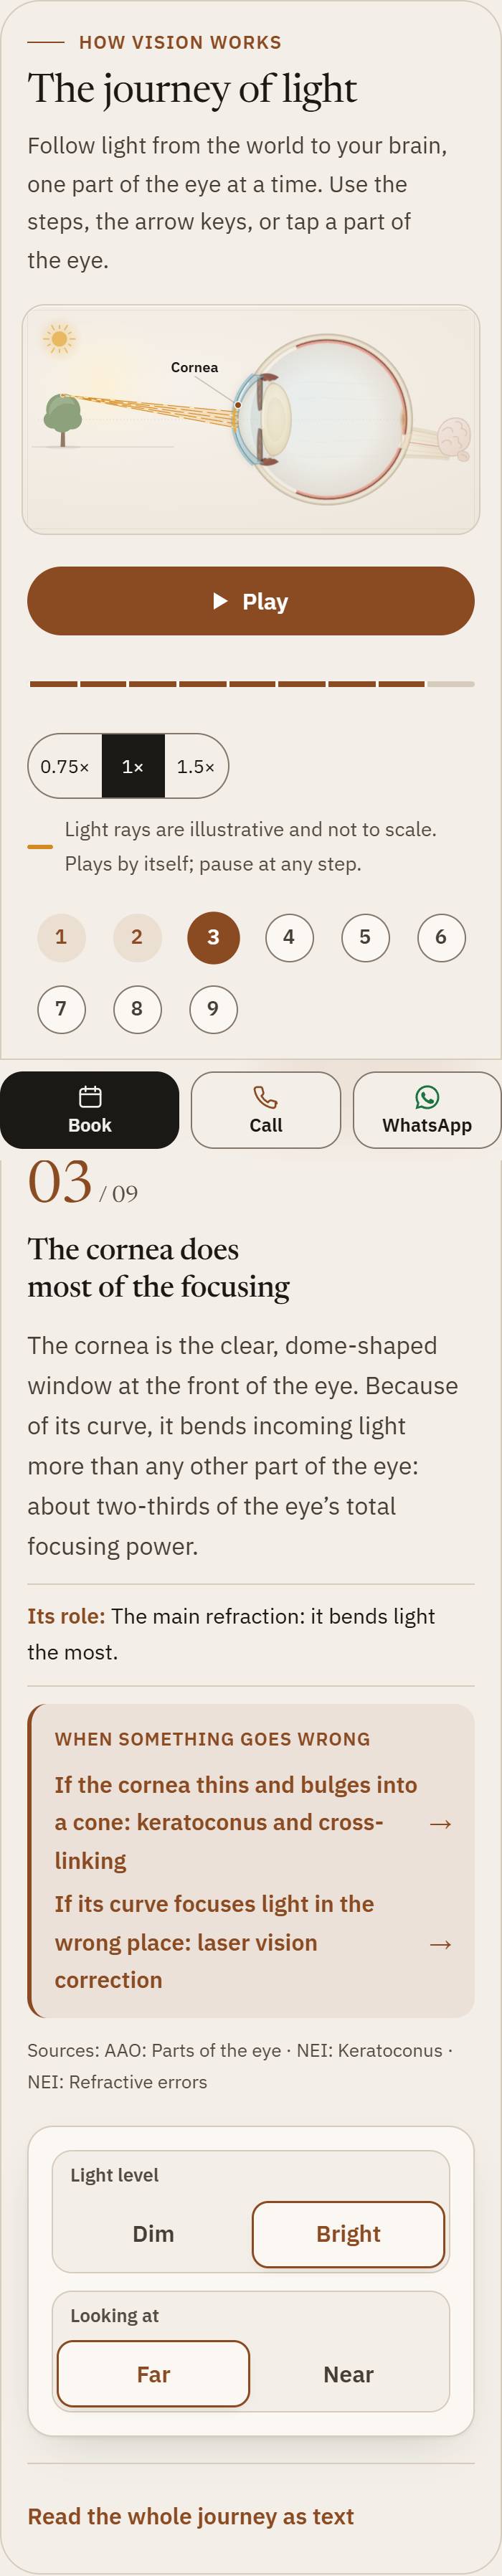 HOW VISION WORKS
The journey of light
Follow light from the world to your brain,
one part of the eye at a time. Use the
steps, the arrow keys, or tap a part of
the eye.
Cornea
Play
0.75× 1× 1.5×
Light rays are illustrative and not to scale.
Plays by itself; pause at any step.
1 2 3 4 5 6
7 8 9
Book Call WhatsApp
03 / 09
The cornea does
most of the focusing
The cornea is the clear, dome-shaped
window at the front of the eye. Because
of its curve, it bends incoming light
more than any other part of the eye:
about two-thirds of the eye’s total
focusing power.
Its role: The main refraction: it bends light
the most.
WHEN SOMETHING GOES WRONG
If the cornea thins and bulges into
a cone: keratoconus and cross-
linking →
If its curve focuses light in the
wrong place: laser vision
correction →
Sources: AAO: Parts of the eye · NEI: Keratoconus ·
NEI: Refractive errors
Light level
Dim Bright
Looking at
Far Near
Read the whole journey as text